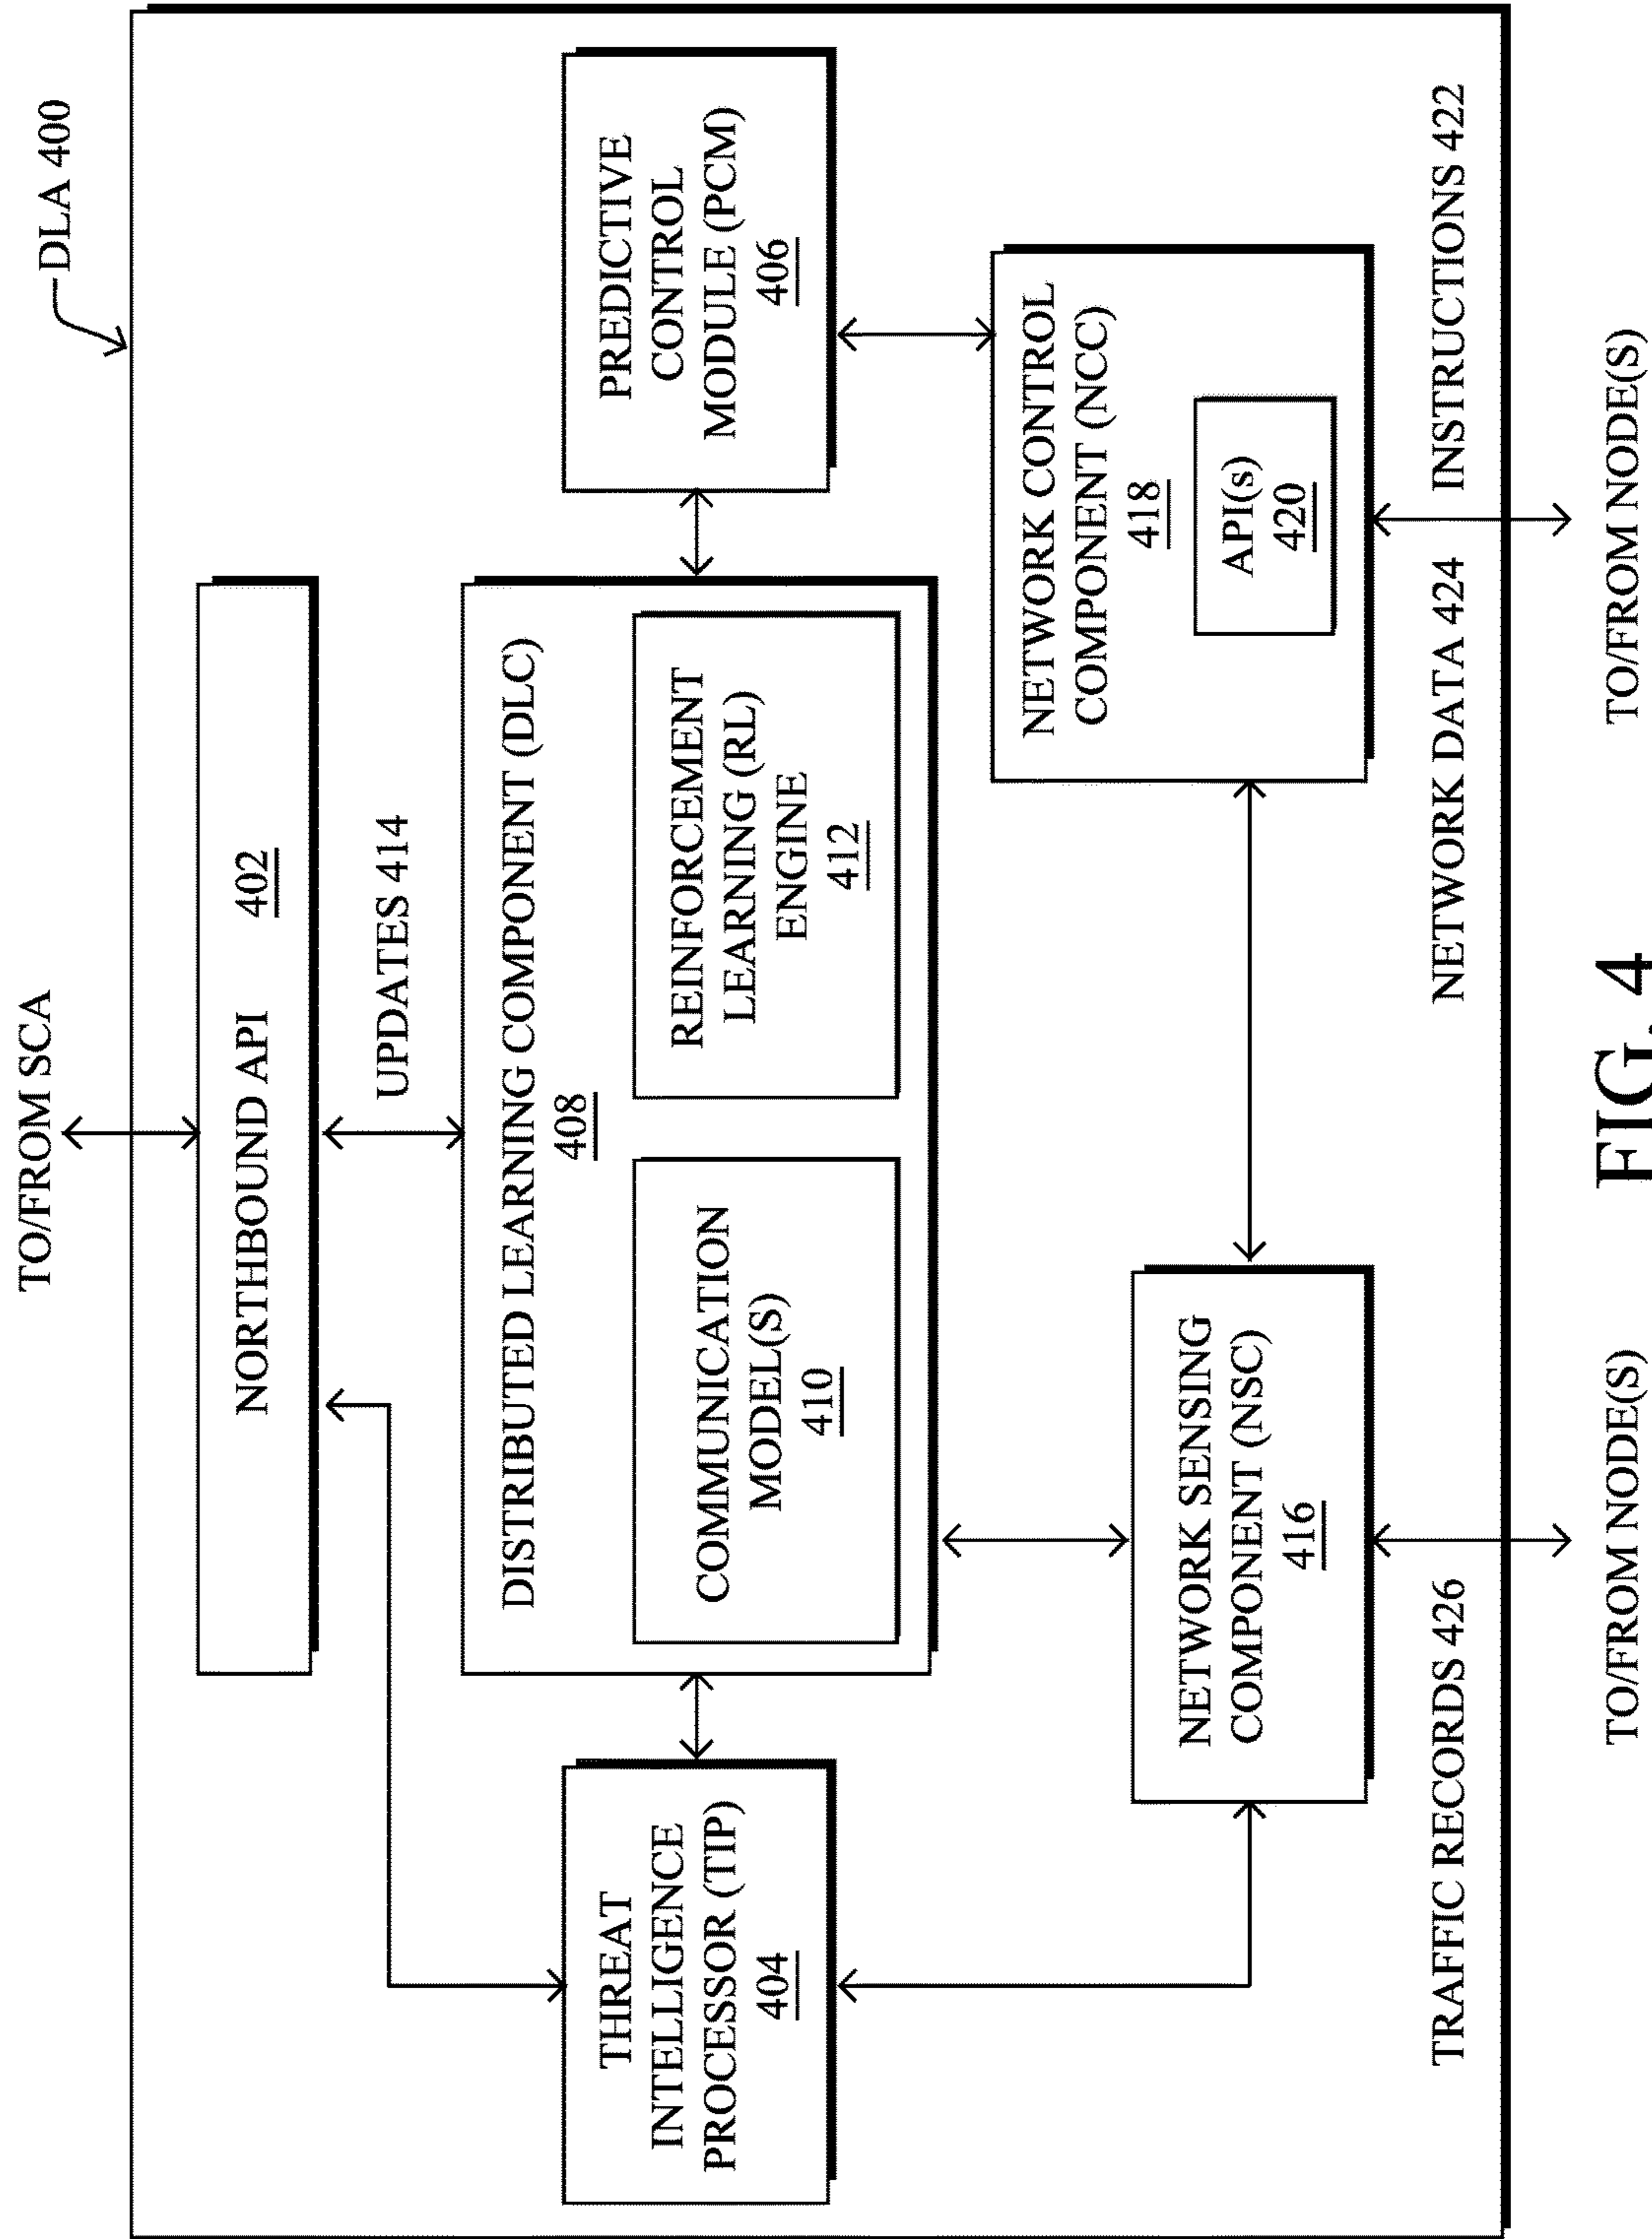 DLA 400
TO/FROM SCA
NORTHBOUND API 402
UPDATES 414
THREAT
INTELLIGENCE
PROCESSOR (TIP)
404
DISTRIBUTED LEARNING COMPONENT (DLC)
408
COMMUNICATION
MODEL(S)
410
REINFORCEMENT
LEARNING (RL)
ENGINE
412
PREDICTIVE
CONTROL
MODULE (PCM)
406
NETWORK SENSING
COMPONENT (NSC)
416
NETWORK CONTROL
COMPONENT (NCC)
418
API(s)
420
TRAFFIC RECORDS 426
NETWORK DATA 424
INSTRUCTIONS 422
TO/FROM NODE(S)
TO/FROM NODE(S)
FIG. 4